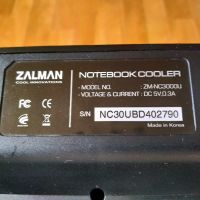 ZALMAN
COOL INNOVATIONS
NOTEBOOK COOLER
- MODEL NO. : ZM-NC3000U
- VOLTAGE & CURRENT : DC 5V,0.3A
S/N NC30UBD402790
Made in Korea